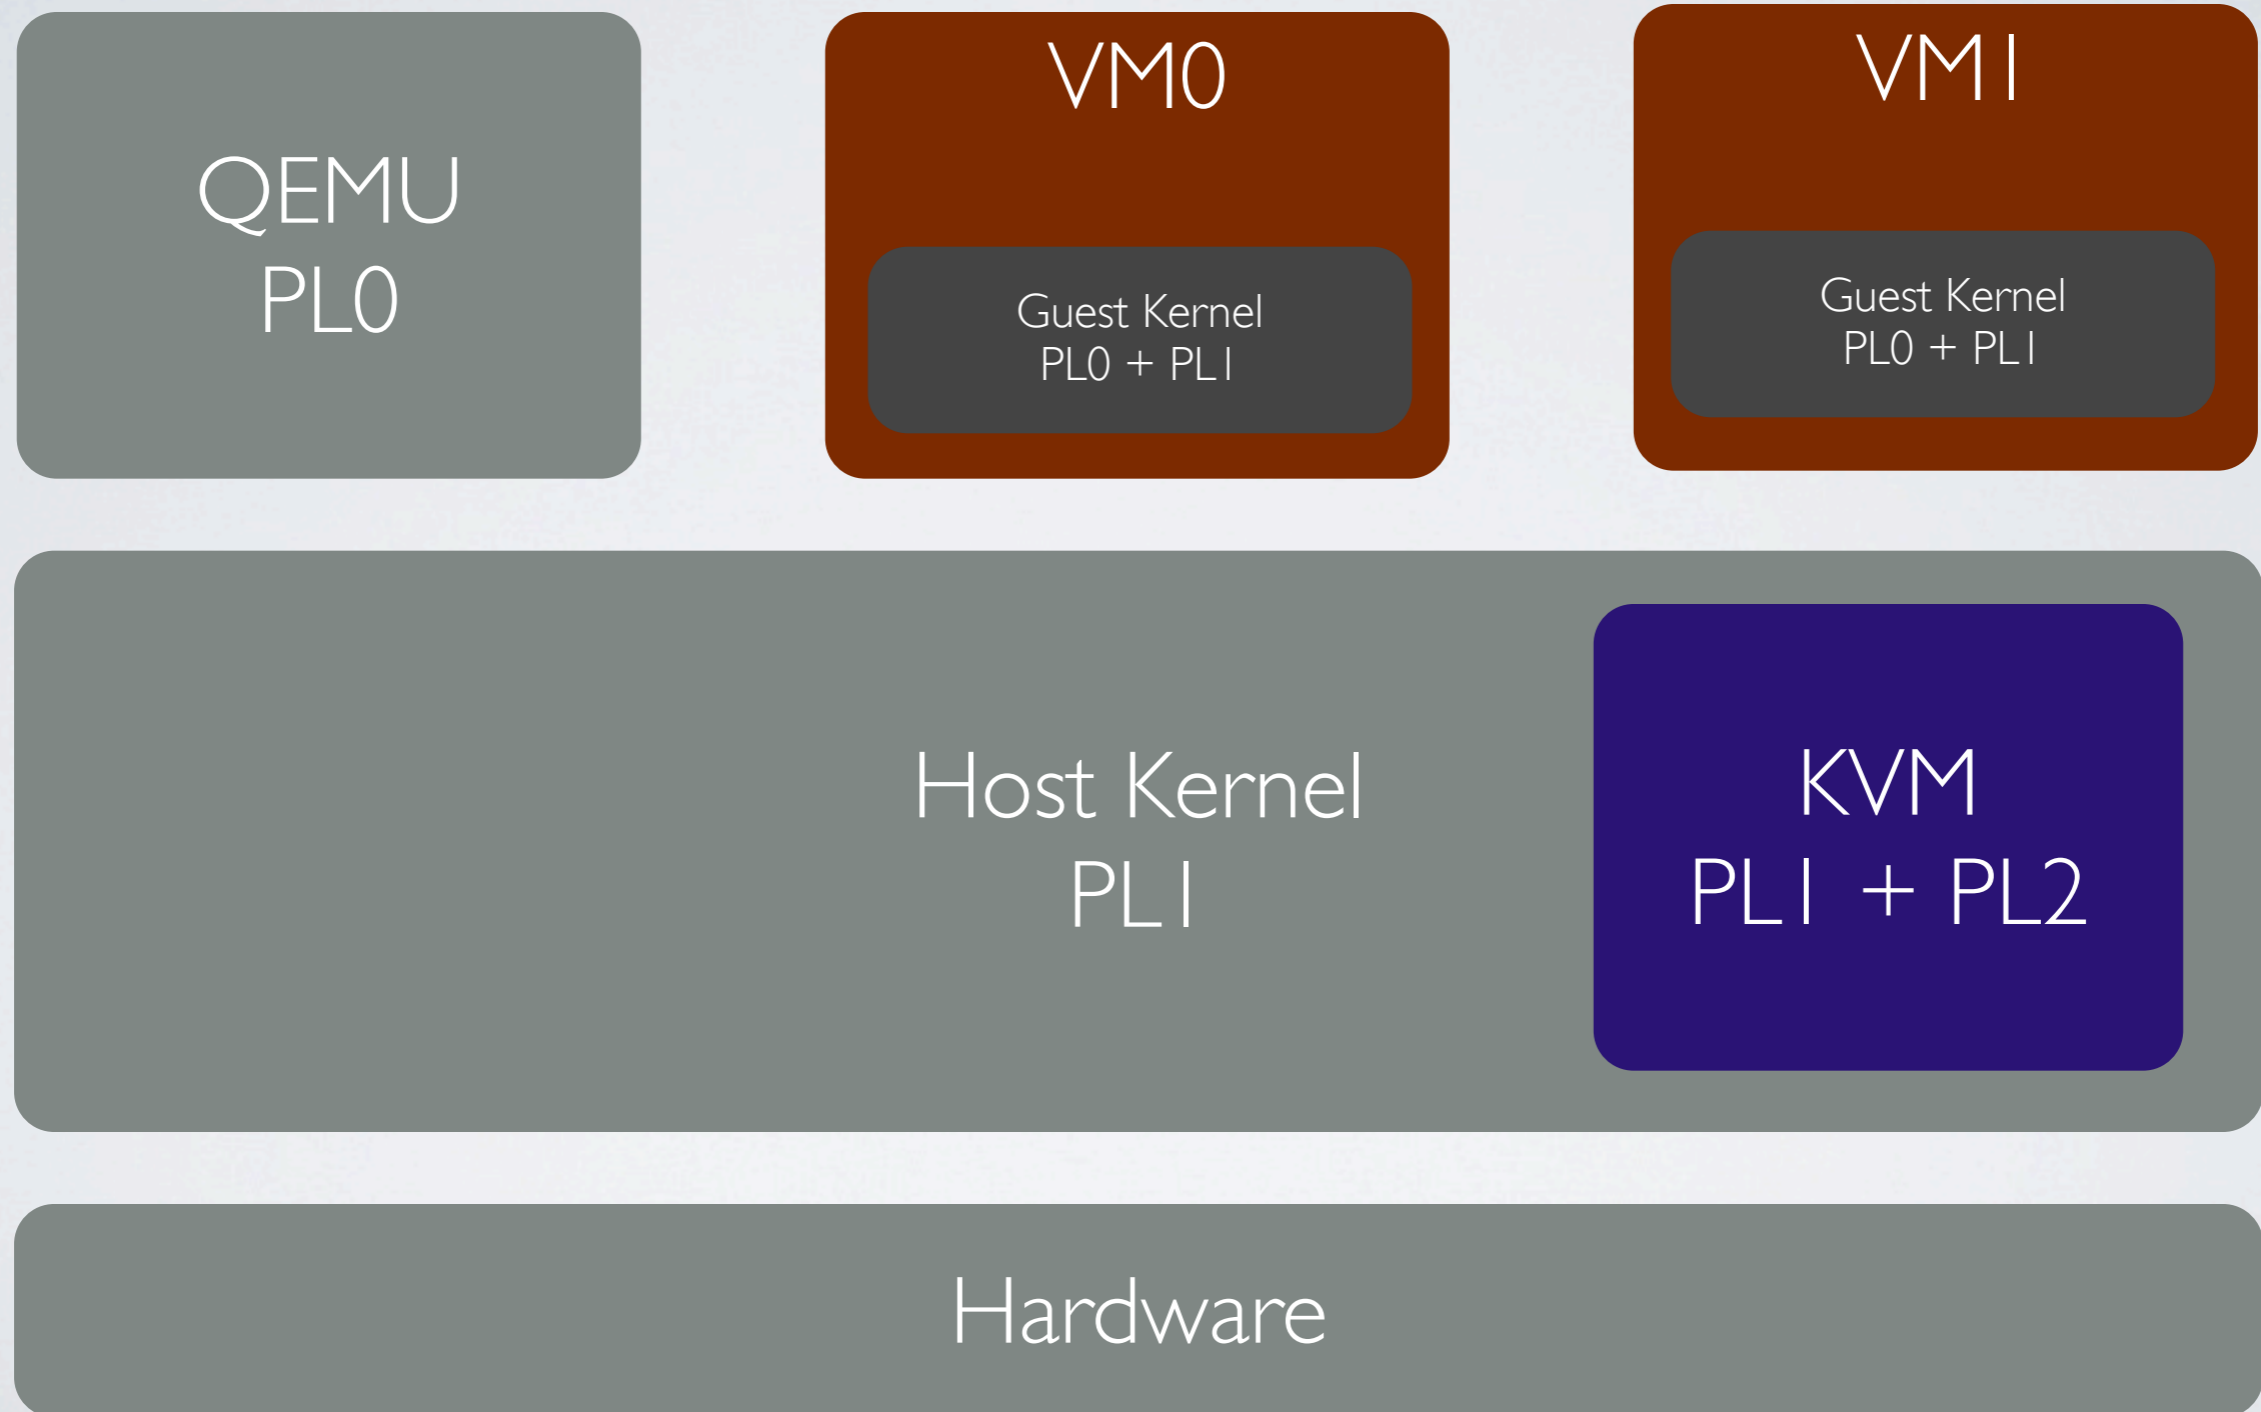 QEMU
PL0
VM0
Guest Kernel
PL0 + PL1
VM1
Guest Kernel
PL0 + PL1
Host Kernel
PL1
KVM
PL1 + PL2
Hardware